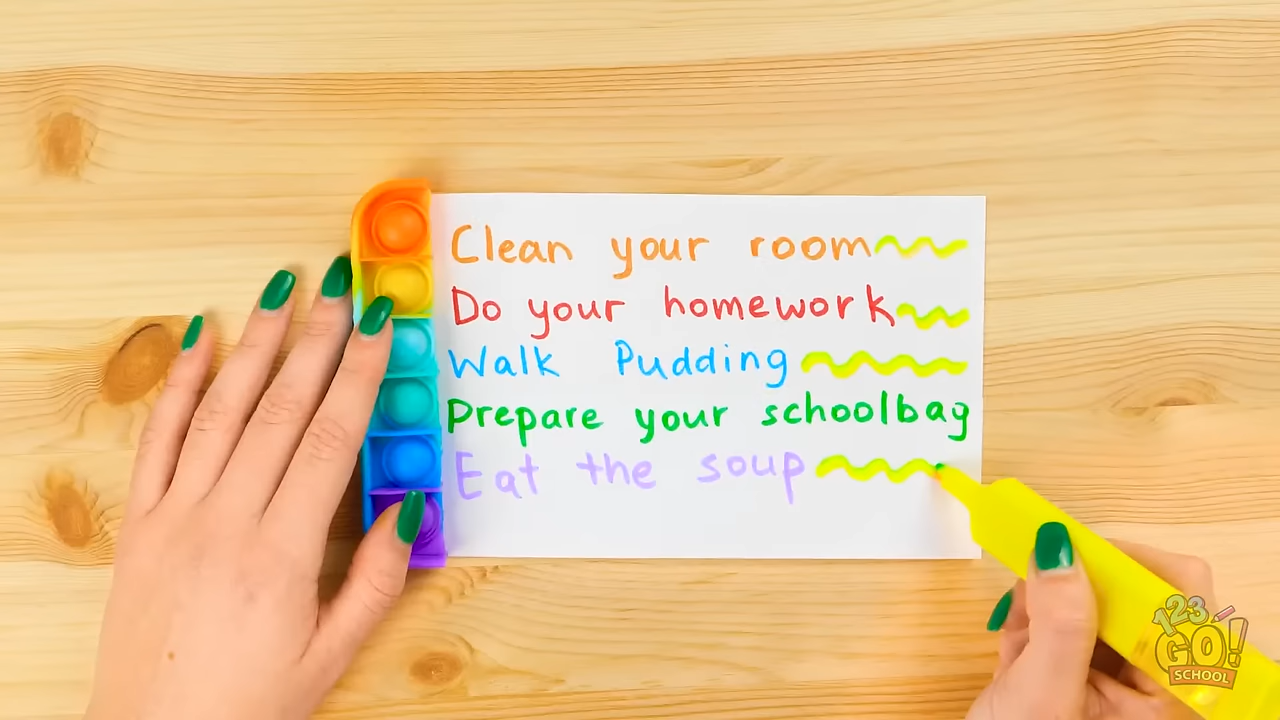 Clean your room
Do your homework
Walk Pudding
Prepare your schoolbag
Eat the soup
123
GO!
SCHOOL